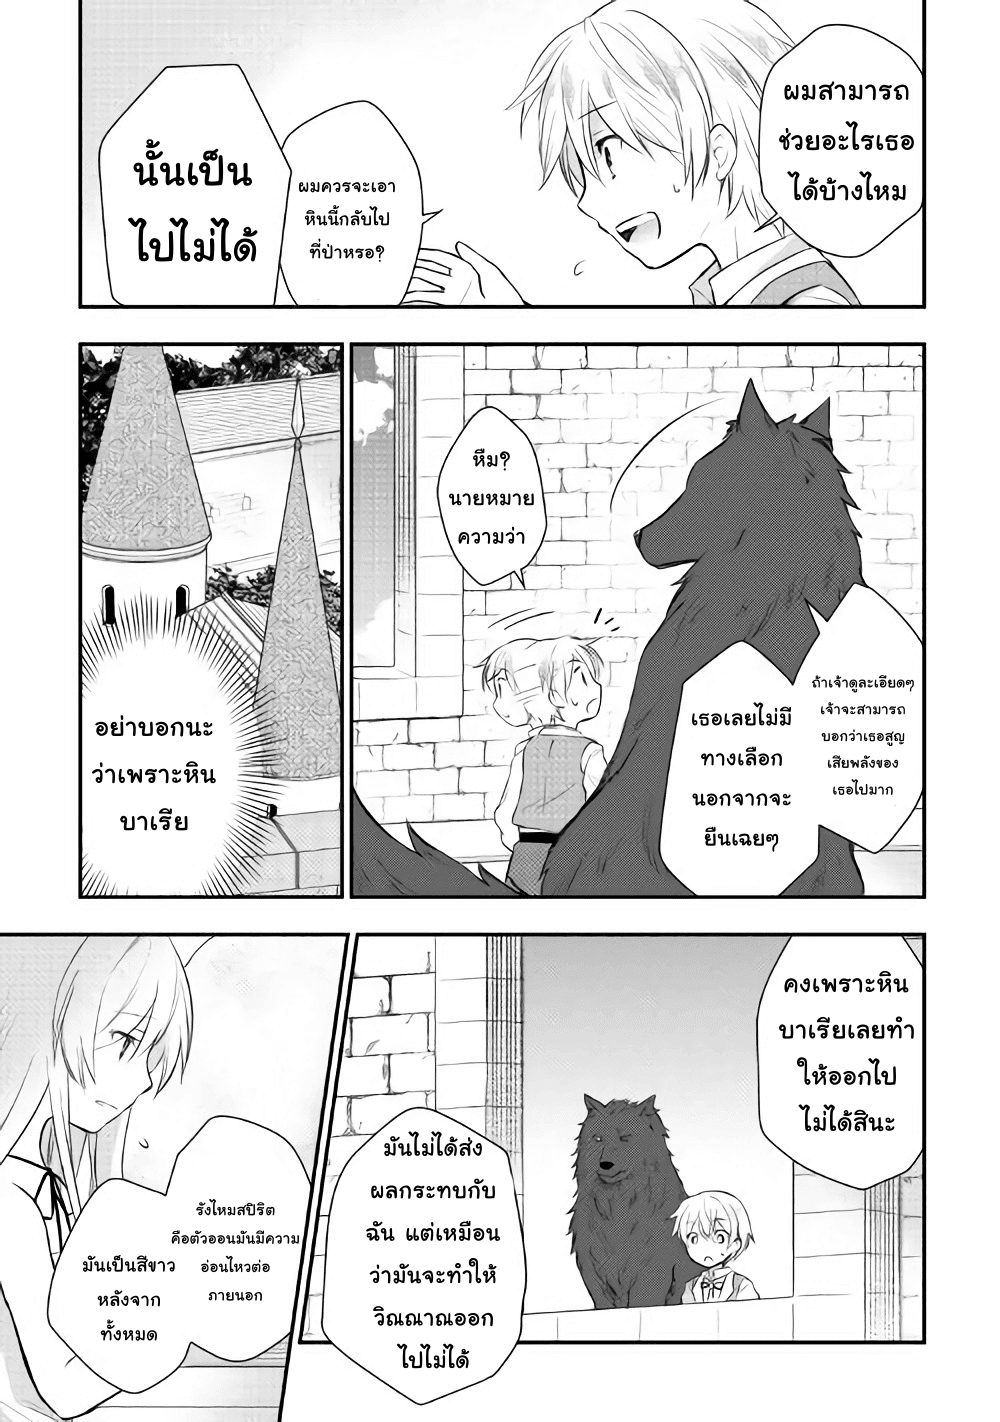 ผมสามารถ
ช่วยอะไรเธอ
ได้บ้างไหม
ผมควรจะเอา
หินนี้กลับไป
ที่ป่าหรอ?
นั้นเป็น
ไปไม่ได้
หืม?
นายหมาย
ความว่า
ถ้าเจ้าดูละเอียดๆ
เจ้าจะสามารถ
บอกว่าเธอสูญ
เสียพลังของ
เธอไปมาก
เธอเลยไม่มี
ทางเลือก
นอกจากจะ
ยืนเฉยๆ
อย่าบอกนะ
ว่าเพราะหิน
บาเรีย
คงเพราะหิน
บาเรียเลยทำ
ให้ออกไป
ไม่ได้สินะ
มันไม่ได้ส่ง
ผลกระทบกับ
ฉัน แต่เหมือน
ว่ามันจะทำให้
วิณณาณออก
ไปไม่ได้
รังไหมสปิริต
คือตัวออนมันมีความ
อ่อนไหวต่อ
ภายนอก
มันเป็นสีขาว
หลังจาก
ทั้งหมด